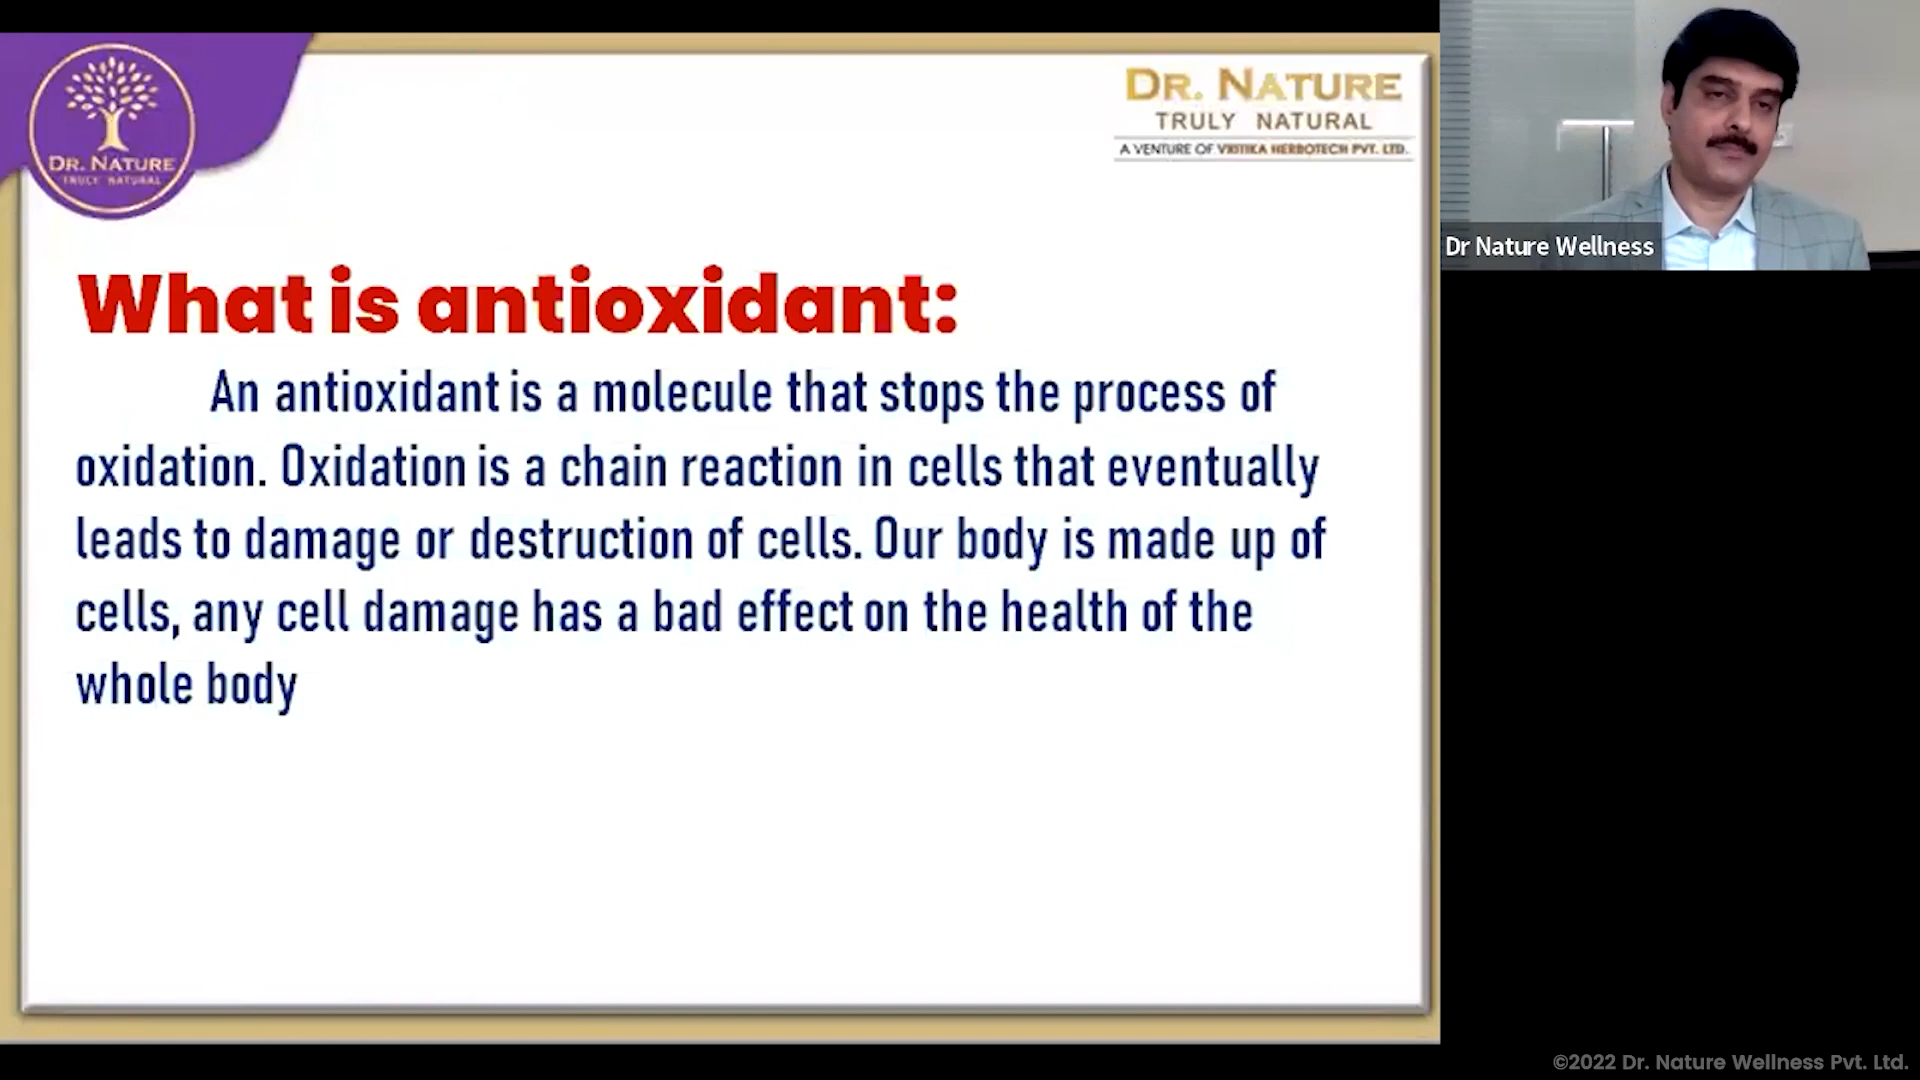 DR. NATURE
TRULY NATURAL
DR. NATURE
TRULY NATURAL
A VENTURE OF VRITIKA HERBOTECH PVT. LTD.
Dr Nature Wellness
What is antioxidant:
An antioxidant is a molecule that stops the process of
oxidation. Oxidation is a chain reaction in cells that eventually
leads to damage or destruction of cells. Our body is made up of
cells, any cell damage has a bad effect on the health of the
whole body
©2022 Dr. Nature Wellness Pvt. Ltd.